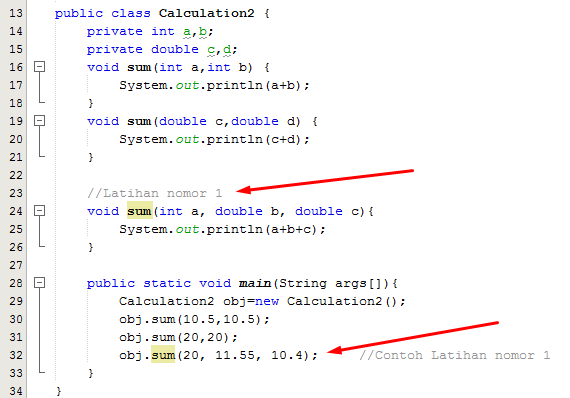 13 public class Calculation2 {
14 private int a,b;
15 private double c,d;
16 void sum(int a,int b) {
17 System.out.println(a+b);
18 }
19 void sum(double c,double d) {
20 System.out.println(c+d);
21 }
22
23 //Latihan nomor 1
24 void sum(int a, double b, double c){
25 System.out.println(a+b+c);
26 }
27
28 public static void main(String args[]){
29 Calculation2 obj=new Calculation2();
30 obj.sum(10.5,10.5);
31 obj.sum(20,20);
32 obj.sum(20, 11.55, 10.4); //Contoh Latihan nomor 1
33 }
34 }